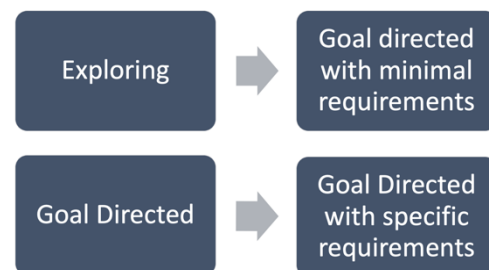 Exploring
Goal directed
with minimal
requirements
Goal Directed
Goal Directed
with specific
requirements